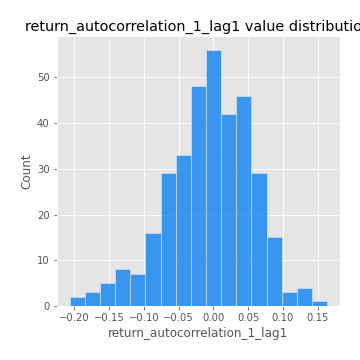 return_autocorrelation_1_lag1 value distributio
Count
50
40
30
20
10
0
−0.20 −0.15 −0.10 −0.05 0.00 0.05 0.10 0.15
return_autocorrelation_1_lag1